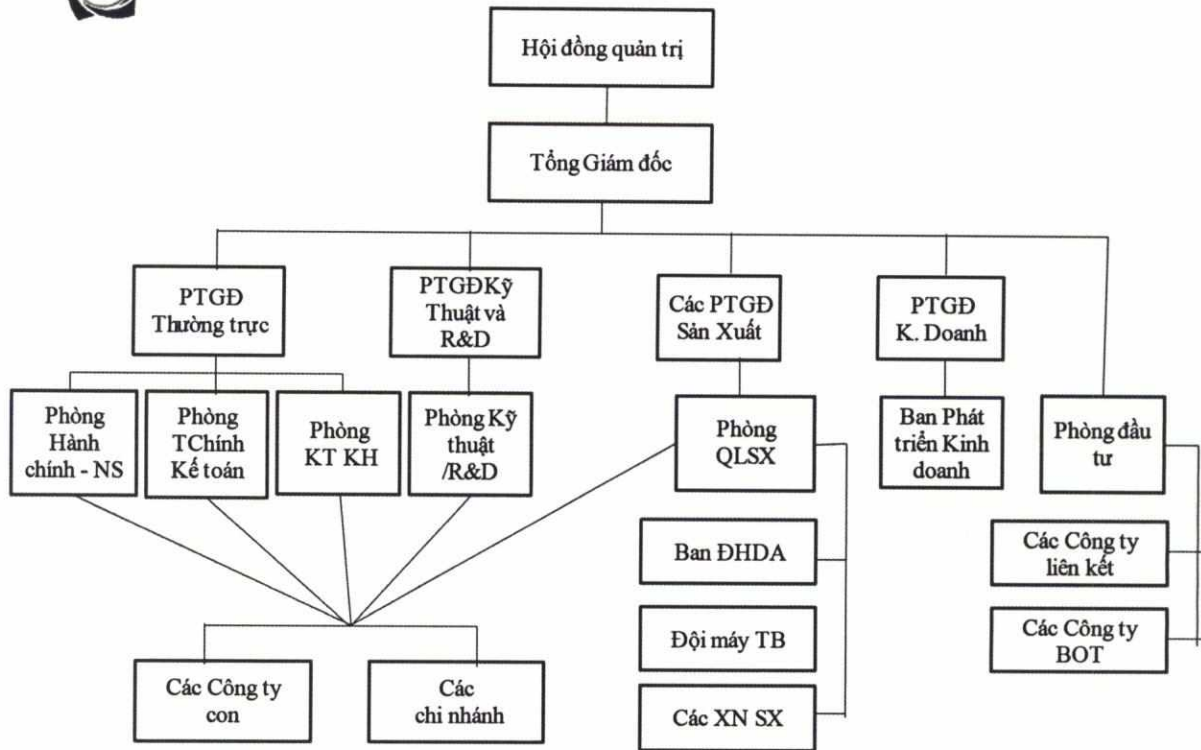 Hội đồng quản trị
Tổng Giám đốc
PTGĐ
Thường trực
PTGĐ Kỹ
Thuật và
R&D
Các PTGĐ
Sản Xuất
PTGĐ
K. Doanh
Phòng
Hành
chính - NS
Phòng
TChính
Kế toán
Phòng
KT KH
Phòng Kỹ
thuật
/R&D
Phòng
QLSX
Ban Phát
triển Kinh
doanh
Phòng đầu
tư
Ban ĐHDA
Các Công ty
liên kết
Đội máy TB
Các Công ty
BOT
Các Công ty
con
Các
chi nhánh
Các XN SX